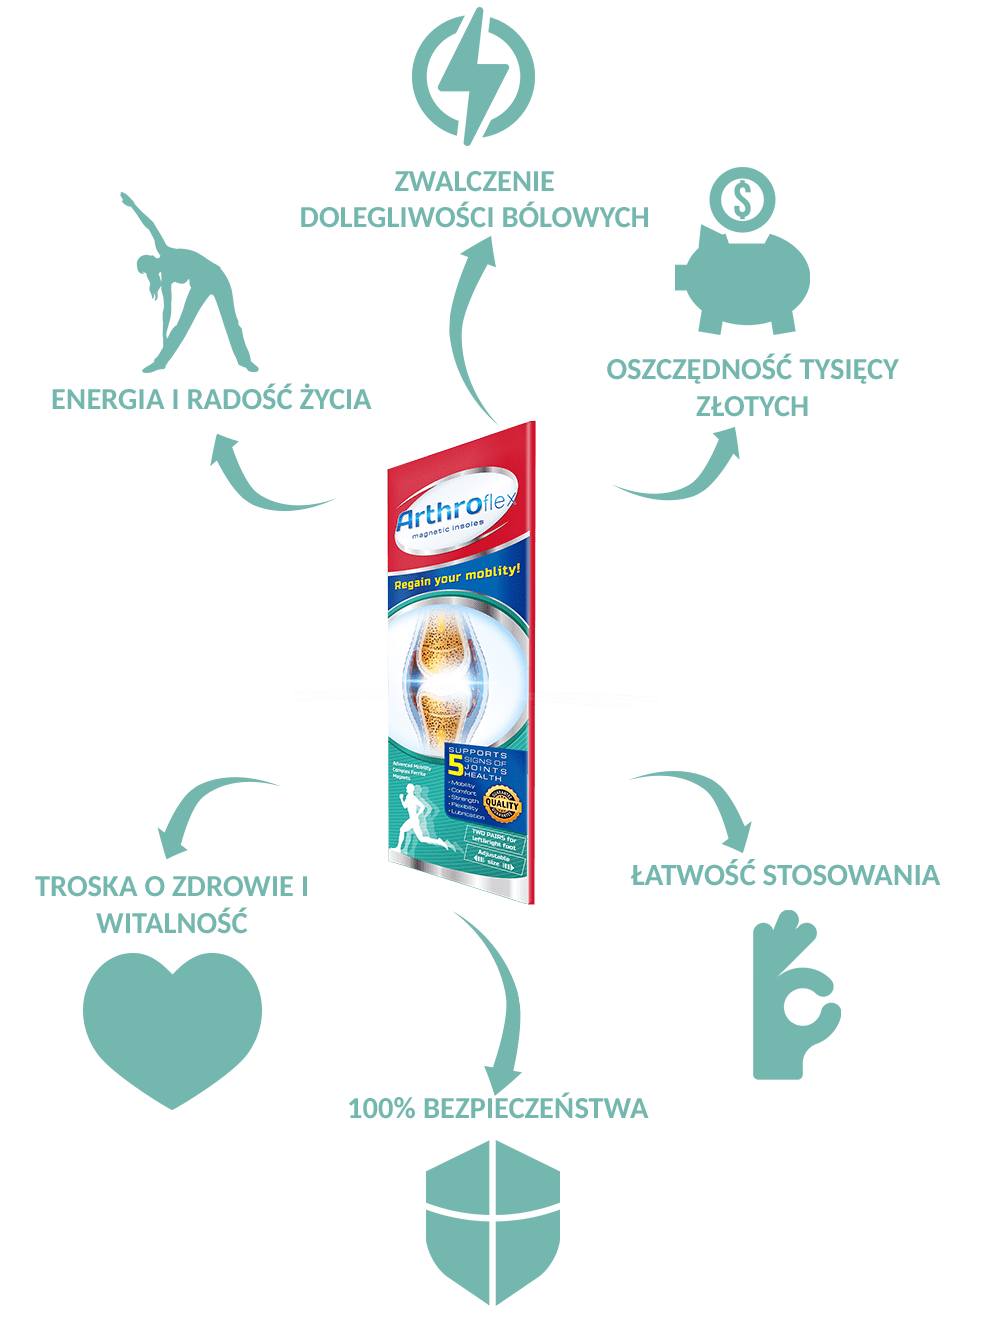 ZWALCZENIE
DOLEGLIWOŚCI BÓLOWYCH
$
ENERGIA I RADOŚĆ ŻYCIA
OSZCZĘDNOŚĆ TYSIĘCY
ZŁOTYCH
Arthroflex
magnetic insoles
Regain your moblity!
SUPPORTS
5 SIGNS OF
JOINTS
HEALTH
• Mobility
• Comfort
• Strength
• Flexibility
• Lubrication
GUARANTEE
QUALITY
GUARANTEE
Advanced Mobility
Complex Ferrite
Magnets
TWO PAIRS for
left&right foot
Adjustable
size
TROSKA O ZDROWIE I
WITALNOŚĆ
ŁATWOŚĆ STOSOWANIA
100% BEZPIECZEŃSTWA